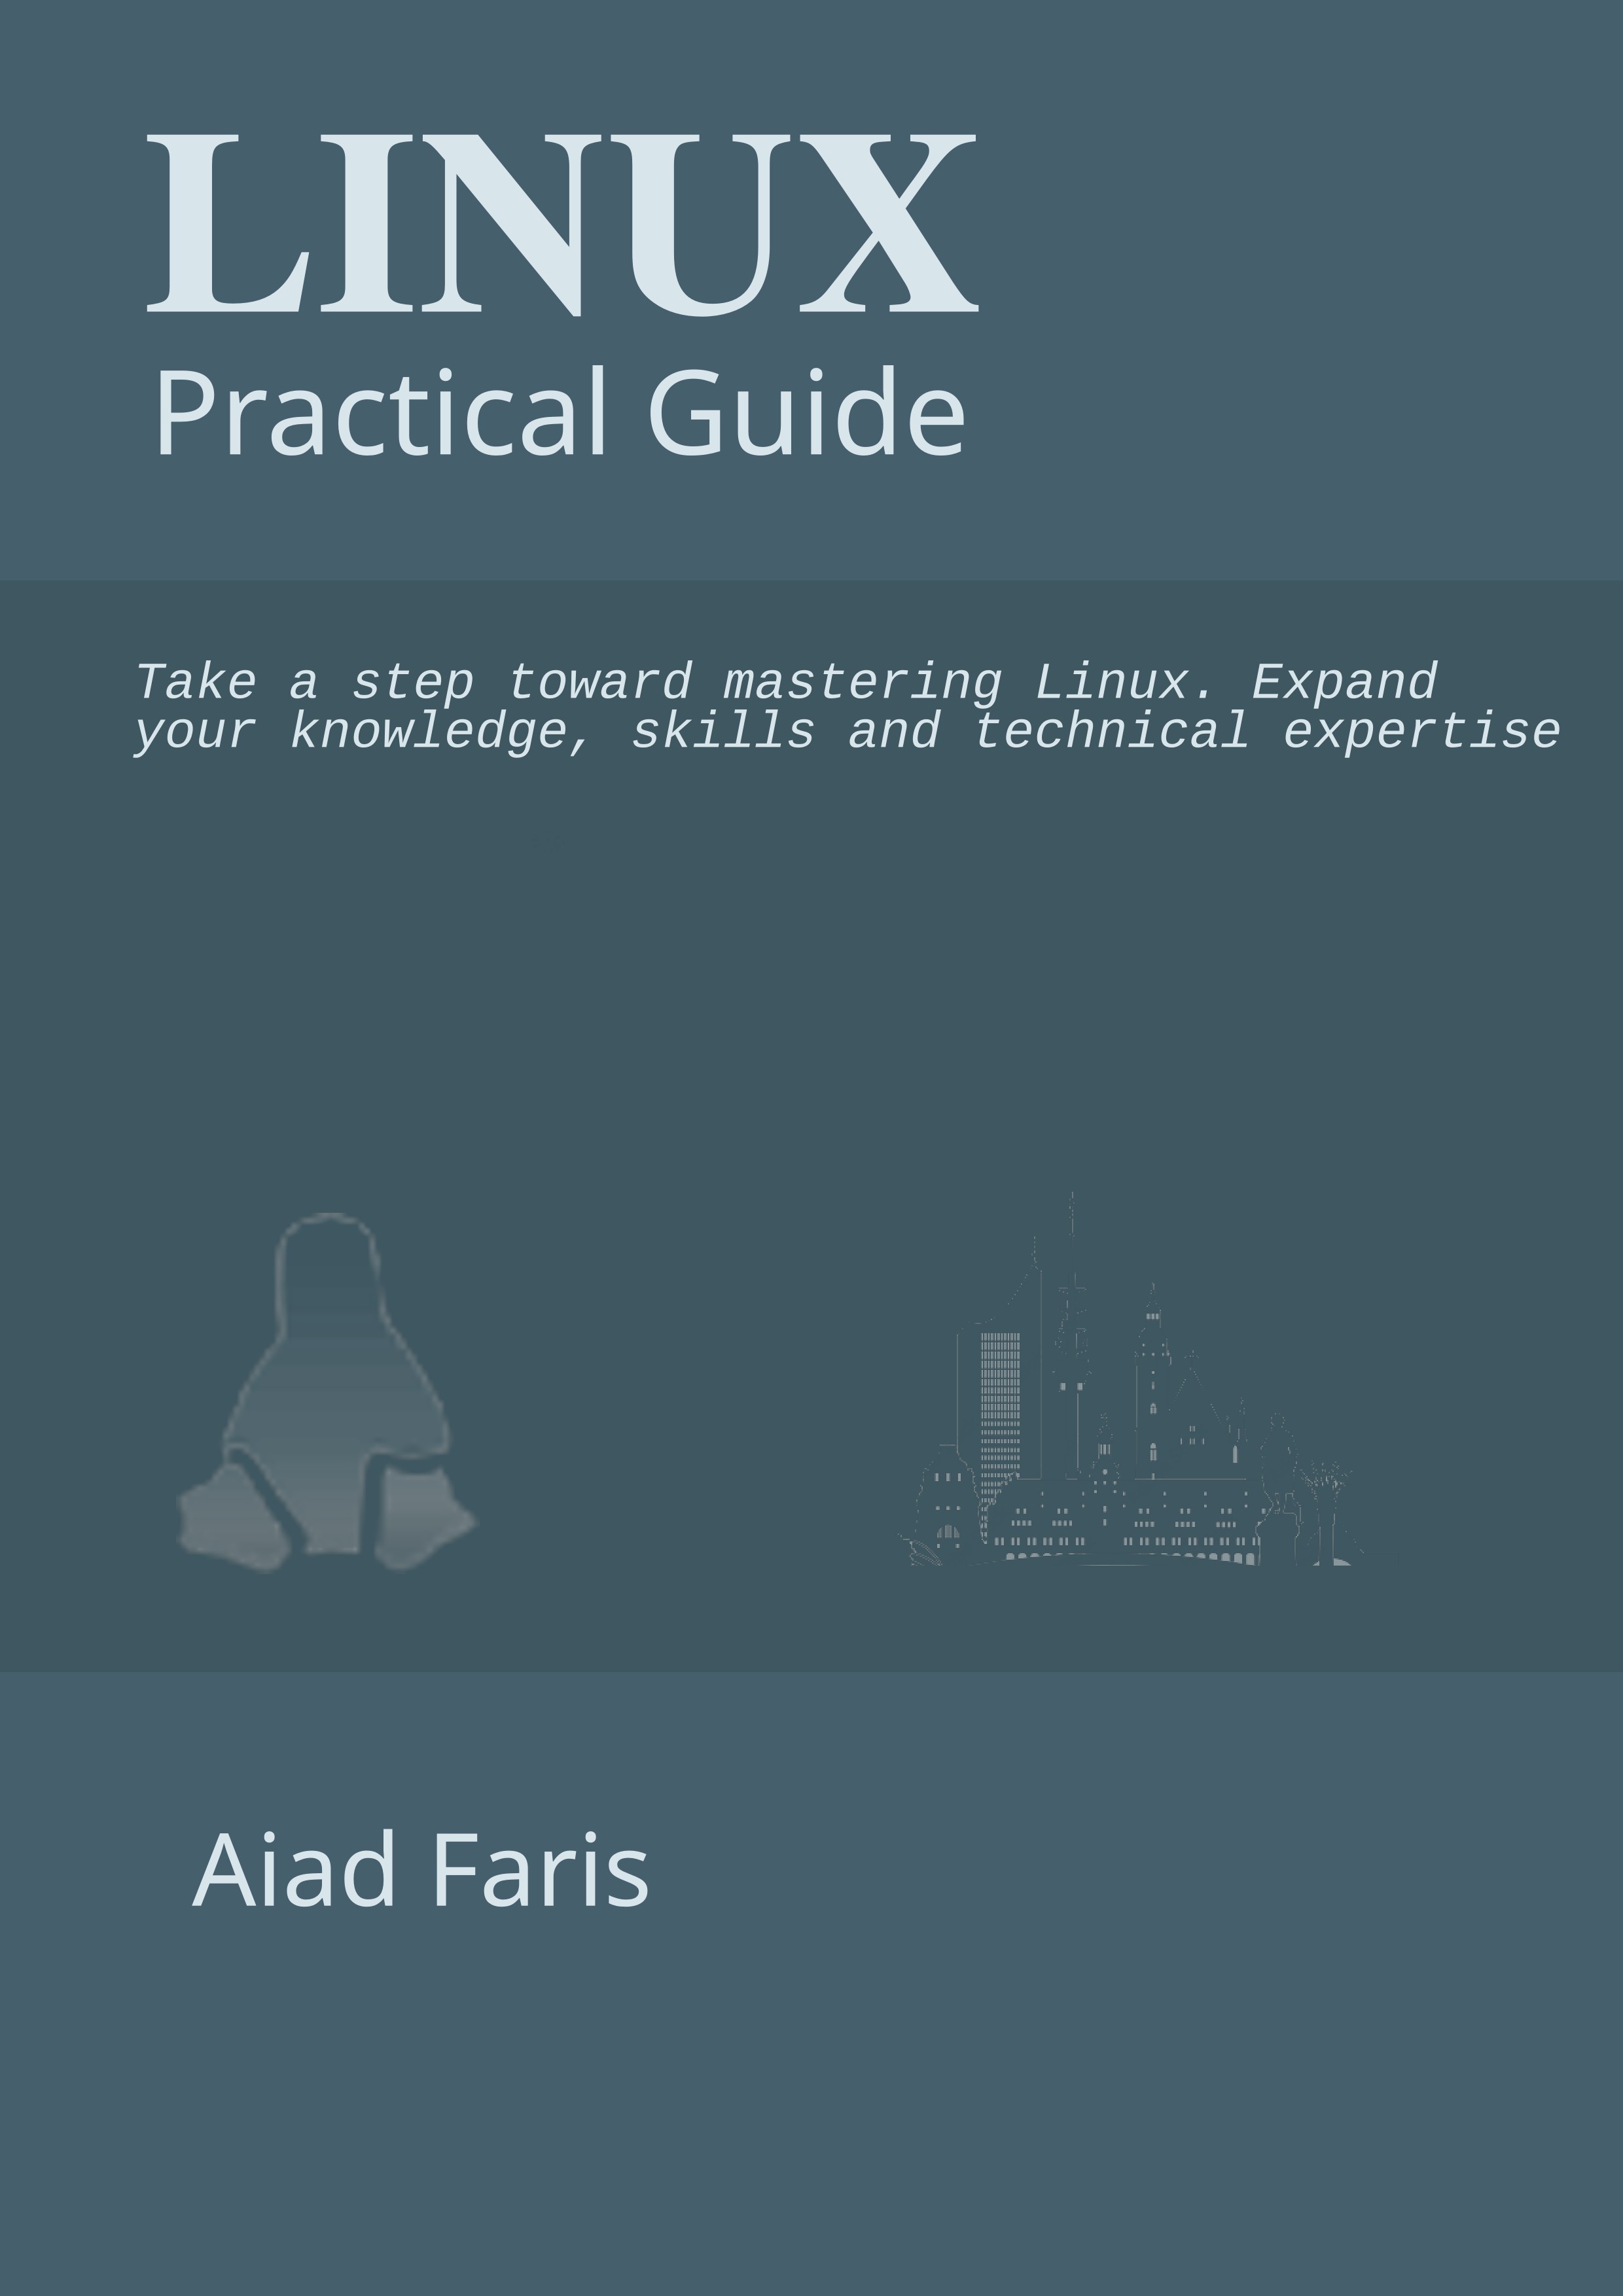 LINUX
Practical Guide
Take a step toward mastering Linux. Expand
your knowledge, skills and technical expertise
Aiad Faris